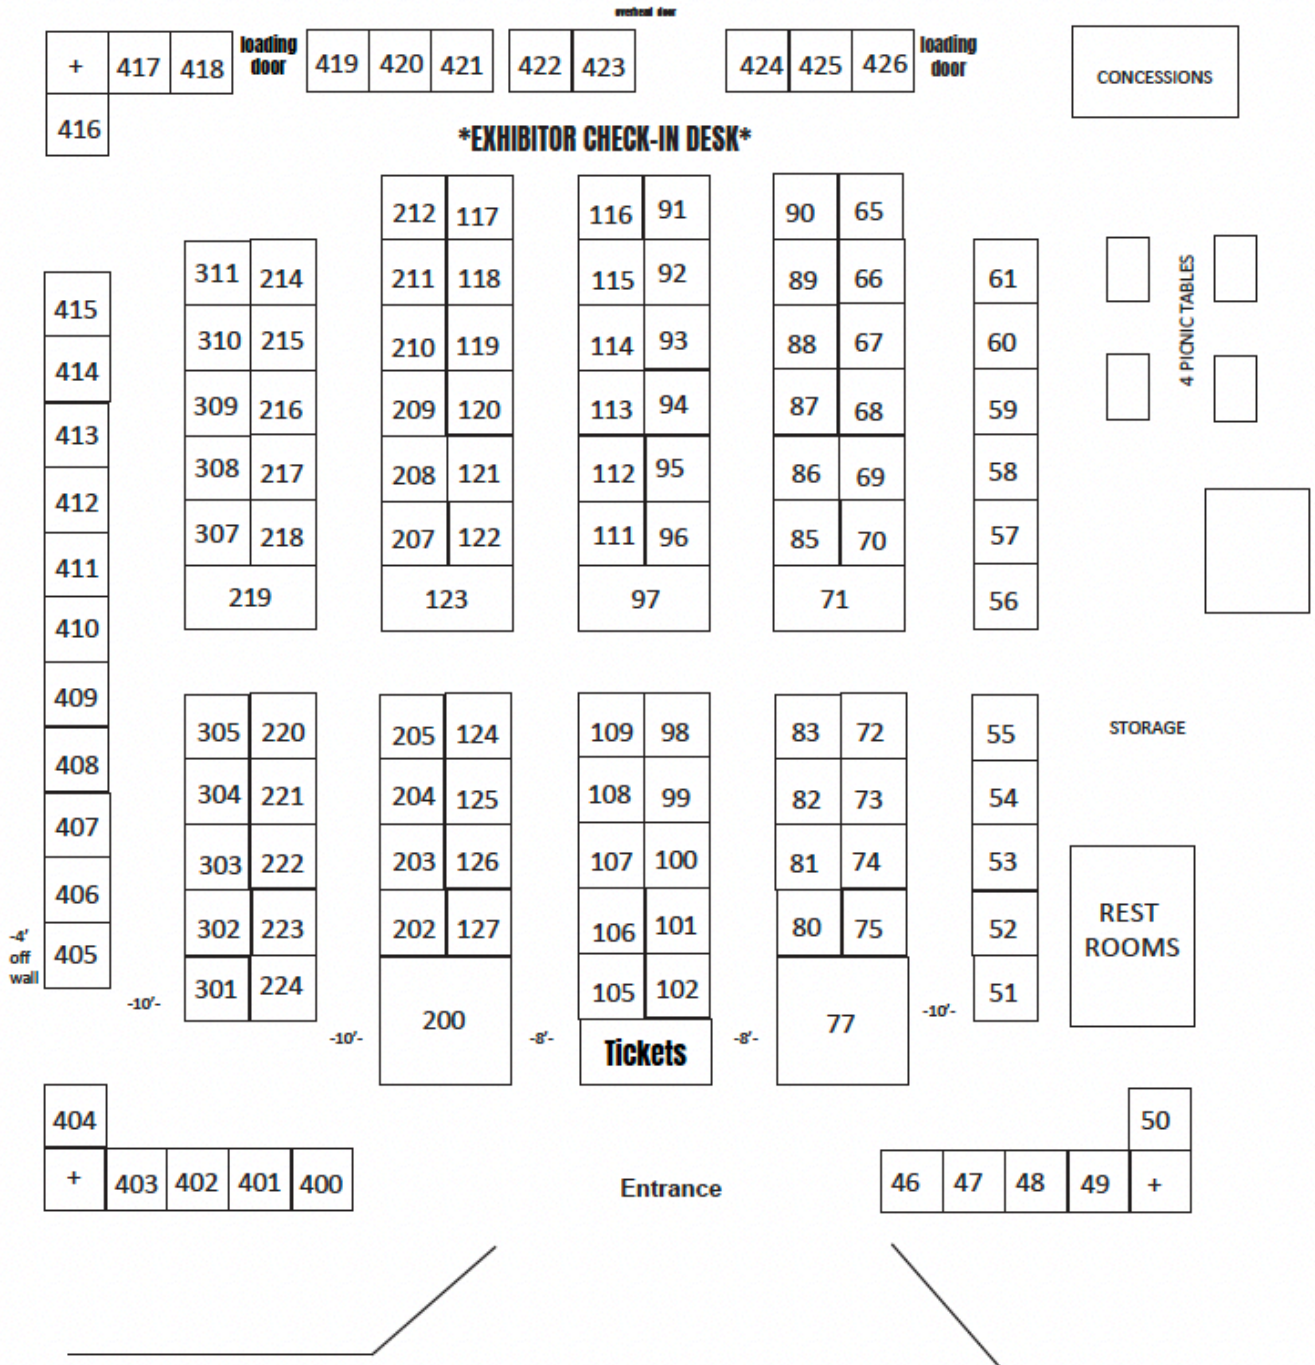 overhead door
+ 417 418 loading door 419 420 421 422 423 424 425 426 loading door
CONCESSIONS
416
*EXHIBITOR CHECK-IN DESK*
212 117 116 91 90 65
311 214 211 118 115 92 89 66 61
4 PICNIC TABLES
415
310 215 210 119 114 93 88 67 60
414
309 216 209 120 113 94 87 68 59
413
308 217 208 121 112 95 86 69 58
412
307 218 207 122 111 96 85 70 57
411
219 123 97 71 56
410
409
305 220 205 124 109 98 83 72 55
STORAGE
408
304 221 204 125 108 99 82 73 54
407
303 222 203 126 107 100 81 74 53
406
302 223 202 127 106 101 80 75 52
REST
ROOMS
-4'
off
wall
405
301 224 105 102 51
-10'- 200 77 -10'-
-10'- -8'- Tickets -8'-
404 50
+ 403 402 401 400 Entrance 46 47 48 49 +